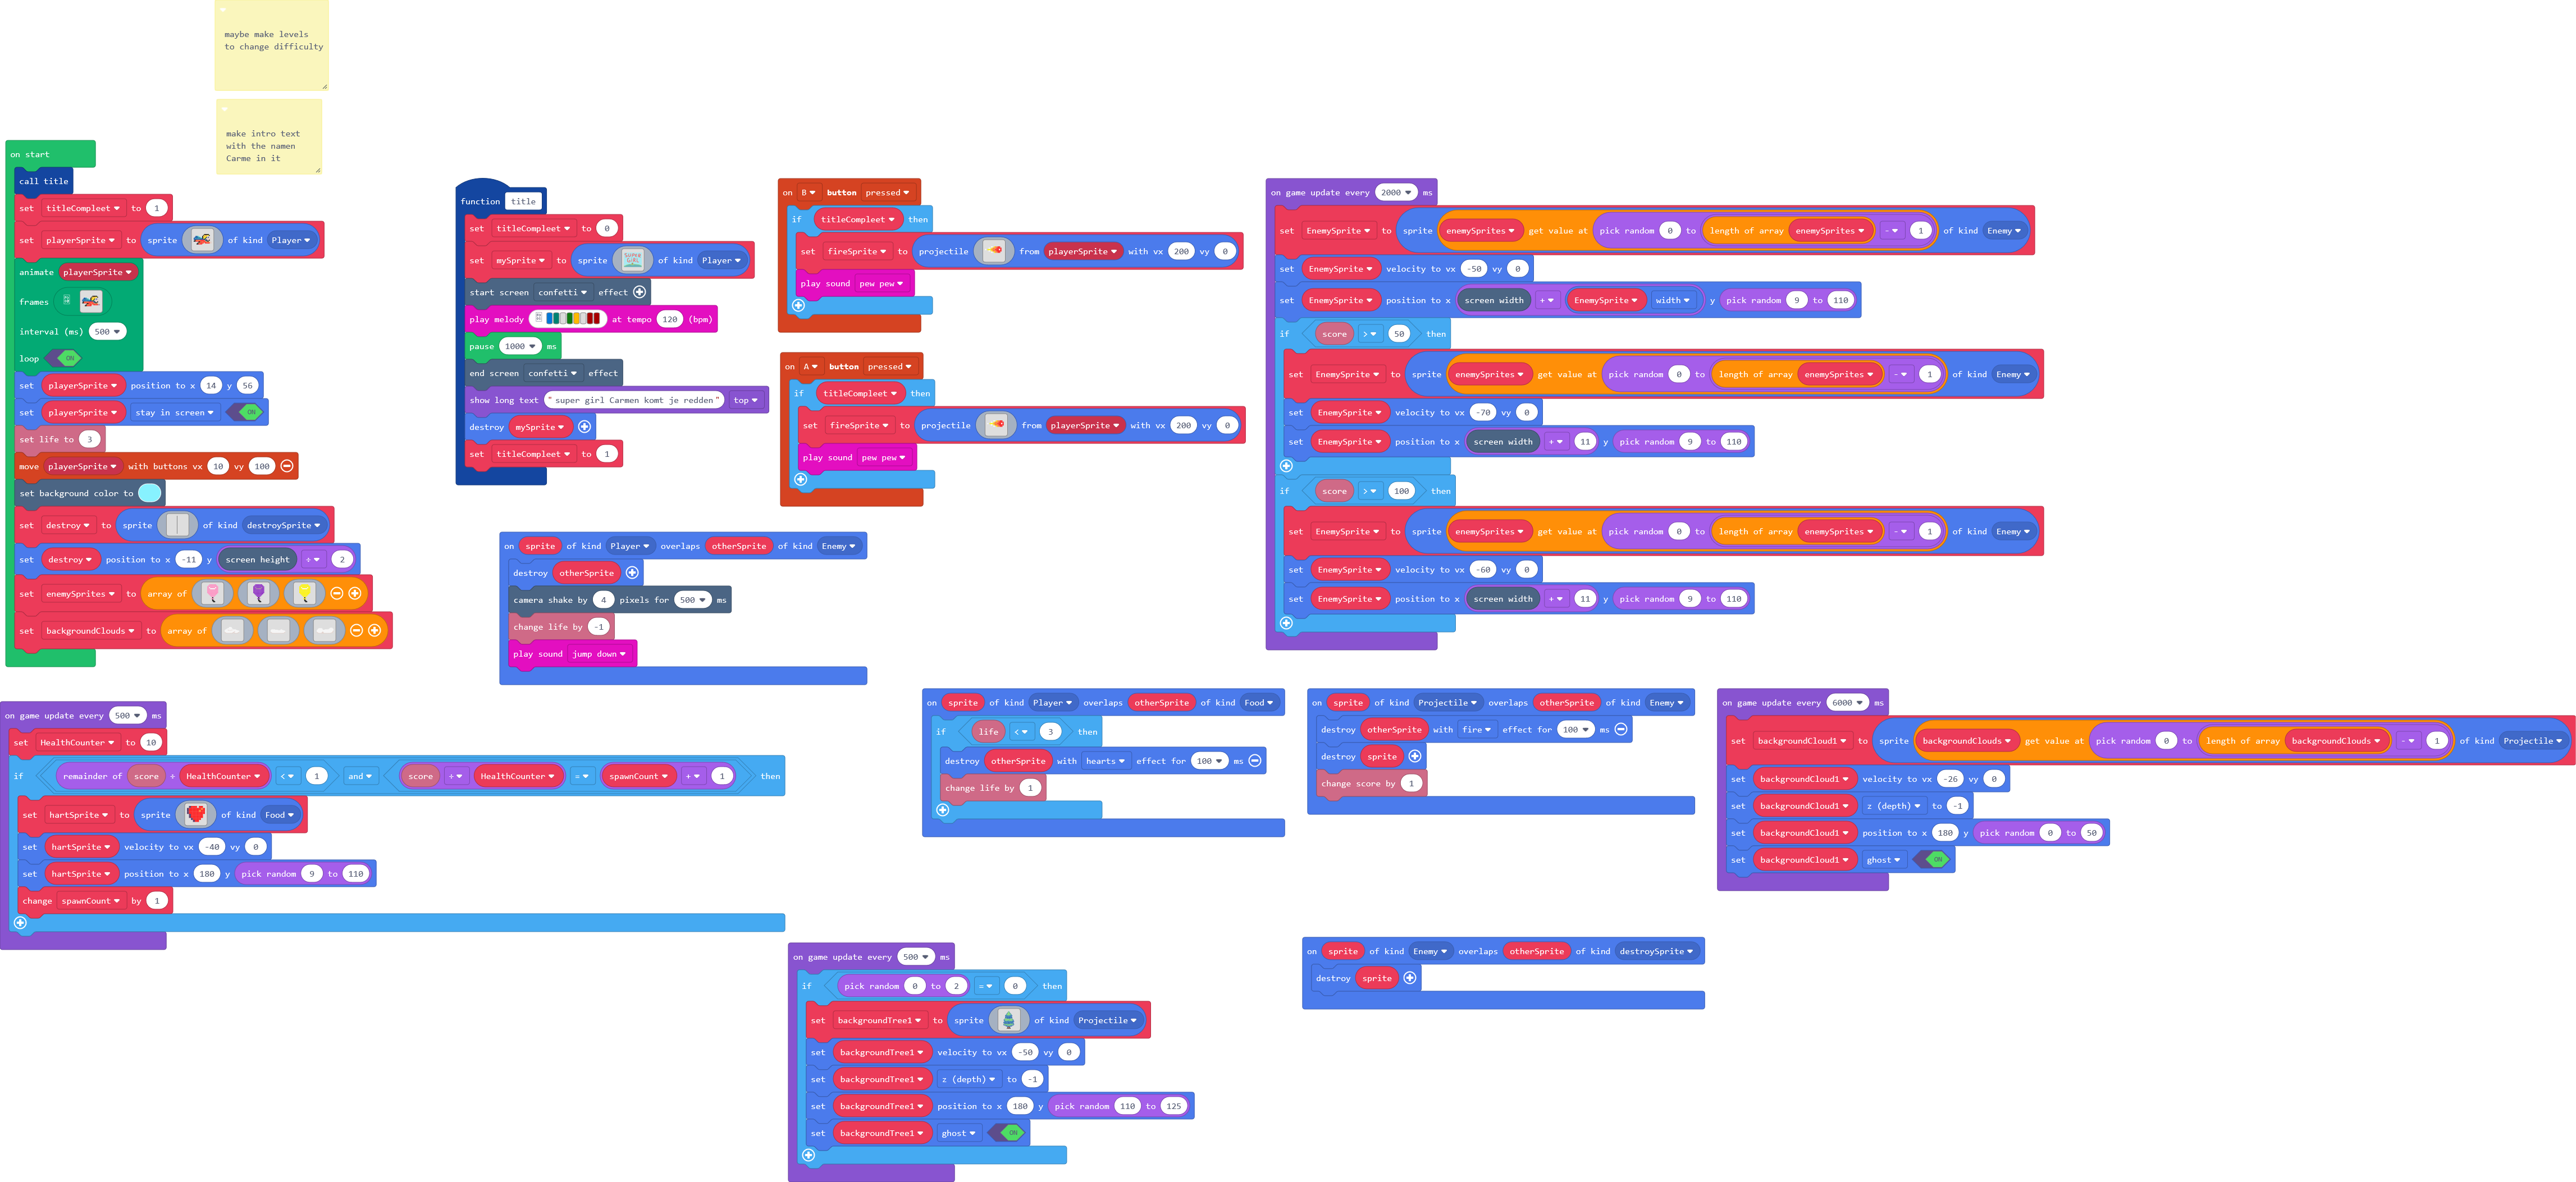 maybe make levels
to change difficulty
make intro text
with the namen
Carme in it
on start
call title
set titleCompleet to 1
set playerSprite to sprite of kind Player
animate playerSprite
frames
interval (ms) 500
loop ON
set playerSprite position to x 14 y 56
set playerSprite stay in screen ON
set life to 3
move playerSprite with buttons vx 10 vy 100
set background color to
set destroy to sprite of kind destroySprite
set destroy position to x -11 y screen height ÷ 2
set enemySprites to array of
set backgroundClouds to array of
function title
set titleCompleet to 0
set mySprite to sprite SUPER GIRL of kind Player
start screen confetti effect
play melody at tempo 120 (bpm)
pause 1000 ms
end screen confetti effect
show long text "super girl Carmen komt je redden" top
destroy mySprite
set titleCompleet to 1
on B button pressed
if titleCompleet then
set fireSprite to projectile from playerSprite with vx 200 vy 0
play sound pew pew
on A button pressed
if titleCompleet then
set fireSprite to projectile from playerSprite with vx 200 vy 0
play sound pew pew
on game update every 2000 ms
set EnemySprite to sprite enemySprites get value at pick random 0 to length of array enemySprites - 1 of kind Enemy
set EnemySprite velocity to vx -50 vy 0
set EnemySprite position to x screen width + EnemySprite width y pick random 9 to 110
if score > 50 then
set EnemySprite to sprite enemySprites get value at pick random 0 to length of array enemySprites - 1 of kind Enemy
set EnemySprite velocity to vx -70 vy 0
set EnemySprite position to x screen width + 11 y pick random 9 to 110
if score > 100 then
set EnemySprite to sprite enemySprites get value at pick random 0 to length of array enemySprites - 1 of kind Enemy
set EnemySprite velocity to vx -60 vy 0
set EnemySprite position to x screen width + 11 y pick random 9 to 110
on sprite of kind Player overlaps otherSprite of kind Enemy
destroy otherSprite
camera shake by 4 pixels for 500 ms
change life by -1
play sound jump down
on game update every 500 ms
set HealthCounter to 10
if remainder of score ÷ HealthCounter < 1 and score ÷ HealthCounter = spawnCount + 1 then
set hartSprite to sprite of kind Food
set hartSprite velocity to vx -40 vy 0
set hartSprite position to x 180 y pick random 9 to 110
change spawnCount by 1
on sprite of kind Player overlaps otherSprite of kind Food
if life < 3 then
destroy otherSprite with hearts effect for 100 ms
change life by 1
on sprite of kind Projectile overlaps otherSprite of kind Enemy
destroy otherSprite with fire effect for 100 ms
destroy sprite
change score by 1
on game update every 6000 ms
set backgroundCloud1 to sprite backgroundClouds get value at pick random 0 to length of array backgroundClouds - 1 of kind Projectile
set backgroundCloud1 velocity to vx -26 vy 0
set backgroundCloud1 z (depth) to -1
set backgroundCloud1 position to x 180 y pick random 0 to 50
set backgroundCloud1 ghost ON
on game update every 500 ms
if pick random 0 to 2 = 0 then
set backgroundTree1 to sprite of kind Projectile
set backgroundTree1 velocity to vx -50 vy 0
set backgroundTree1 z (depth) to -1
set backgroundTree1 position to x 180 y pick random 110 to 125
set backgroundTree1 ghost ON
on sprite of kind Enemy overlaps otherSprite of kind destroySprite
destroy sprite